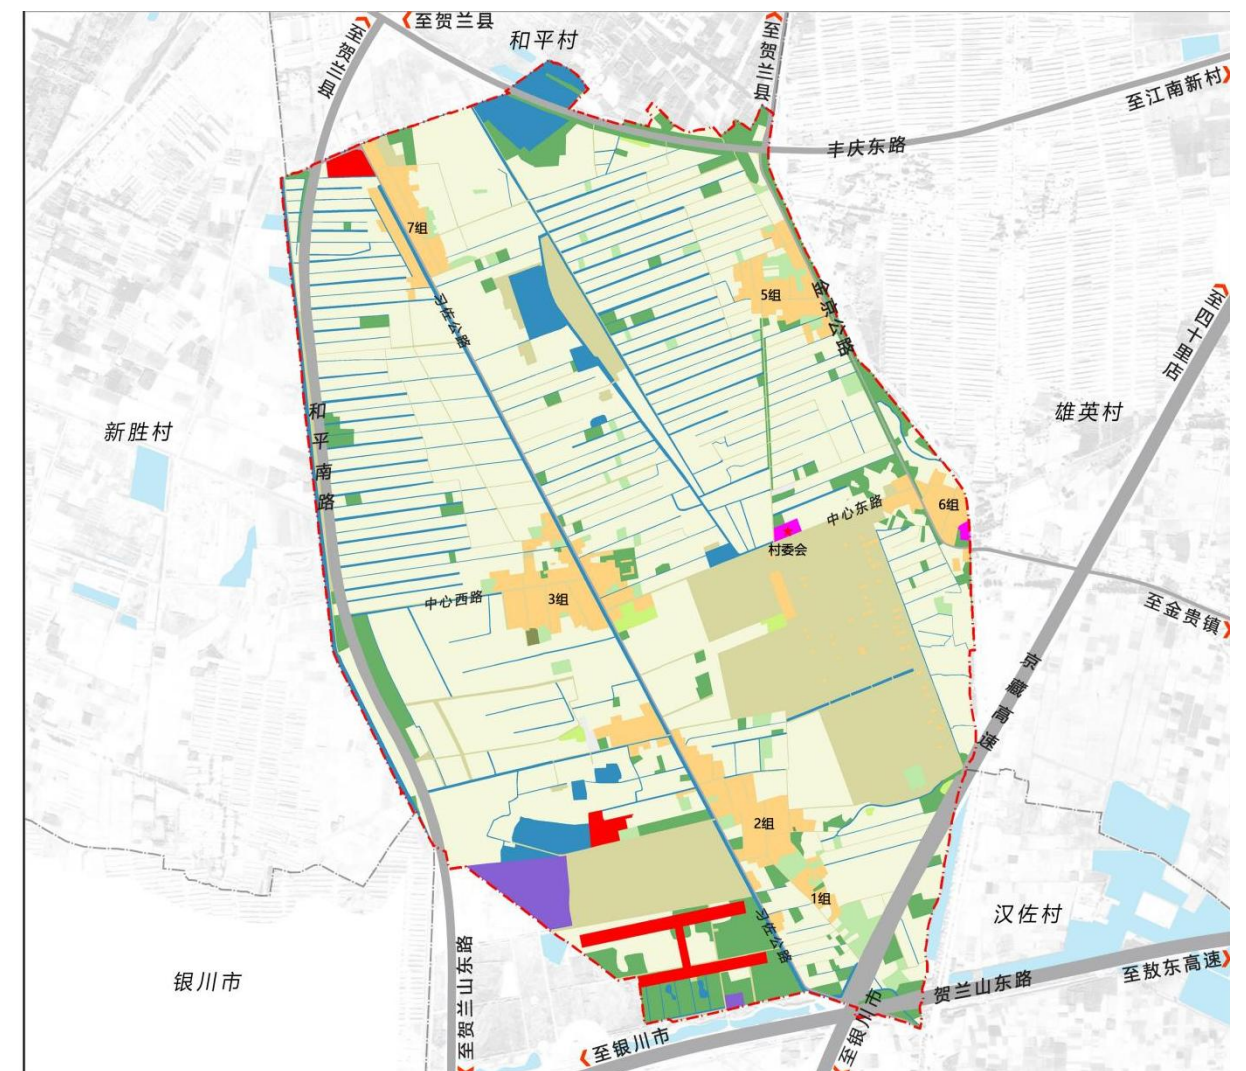 至贺兰县
和平村
至贺兰县
至贺兰县
至江南新村
丰庆东路
7组
5组
习佐公路
金京公路
至四十里店
新胜村
和平南路
雄英村
6组
中心东路
村委会
中心西路
3组
至金贵镇
京藏高速
2组
1组
习佐公路
汉佐村
银川市
至贺兰山东路
贺兰山东路
至敖东高速
至银川市
至银川市